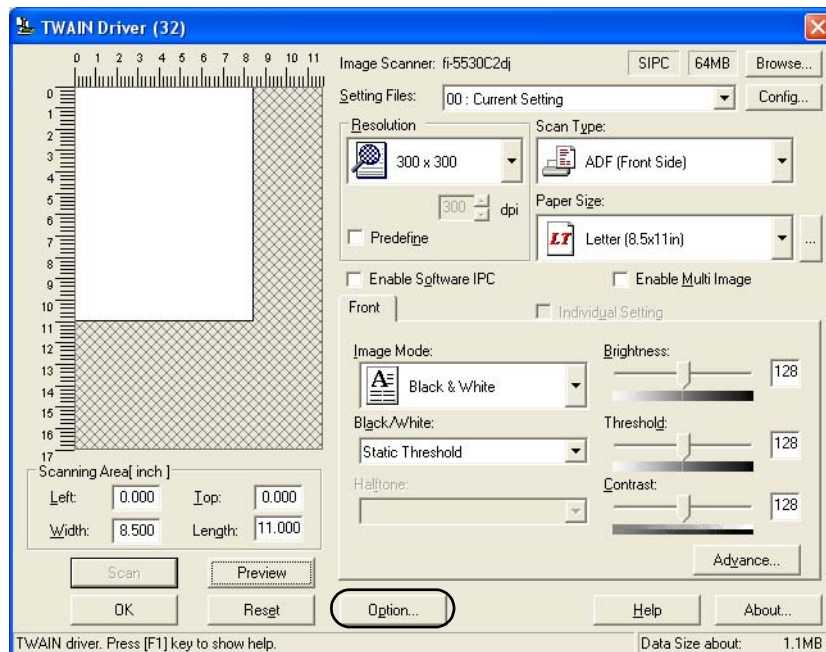 TWAIN Driver (32)
0 1 2 3 4 5 6 7 8 9 10 11
0
1
2
3
4
5
6
7
8
9
10
11
12
13
14
15
16
17
Image Scanner: fi-5530C2dj
SIPC
64MB
Browse...
Setting Files:
00 : Current Setting
Config...
Resolution
300 x 300
300
dpi
Predefine
Scan Type:
ADF (Front Side)
Paper Size:
LT
Letter (8.5x11in)
...
Enable Software IPC
Enable Multi Image
Front
Individual Setting
Image Mode:
A
Black & White
Black/White:
Static Threshold
Halftone:
Brightness:
128
Threshold:
128
Contrast:
128
Advance...
Scanning Area[ inch ]
Left: 0.000 Top: 0.000
Width: 8.500 Length: 11.000
Scan
Preview
OK
Reset
Option...
Help
About...
TWAIN driver. Press [F1] key to show help.
Data Size about: 1.1MB